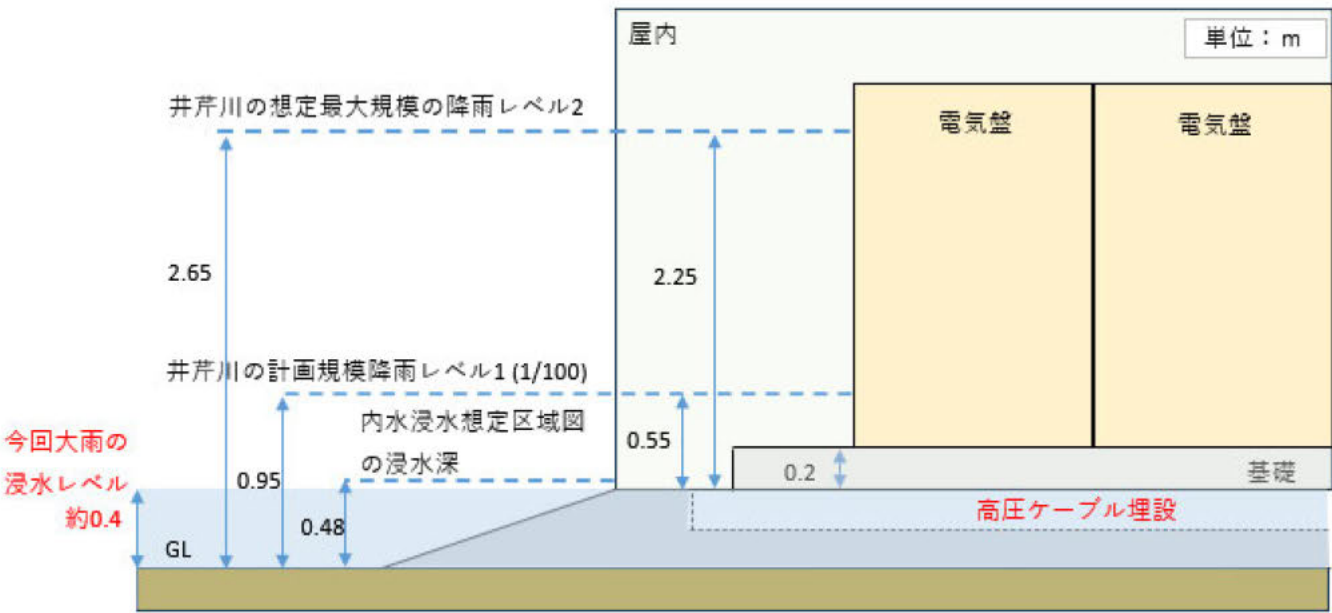 屋内
単位：m
井芹川の想定最大規模の降雨レベル2
電気盤
電気盤
2.65
2.25
井芹川の計画規模降雨レベル1 (1/100)
内水浸水想定区域図
の浸水深
今回大雨の
浸水レベル
約0.4
0.95
0.48
0.55
0.2
基礎
高圧ケーブル埋設
GL